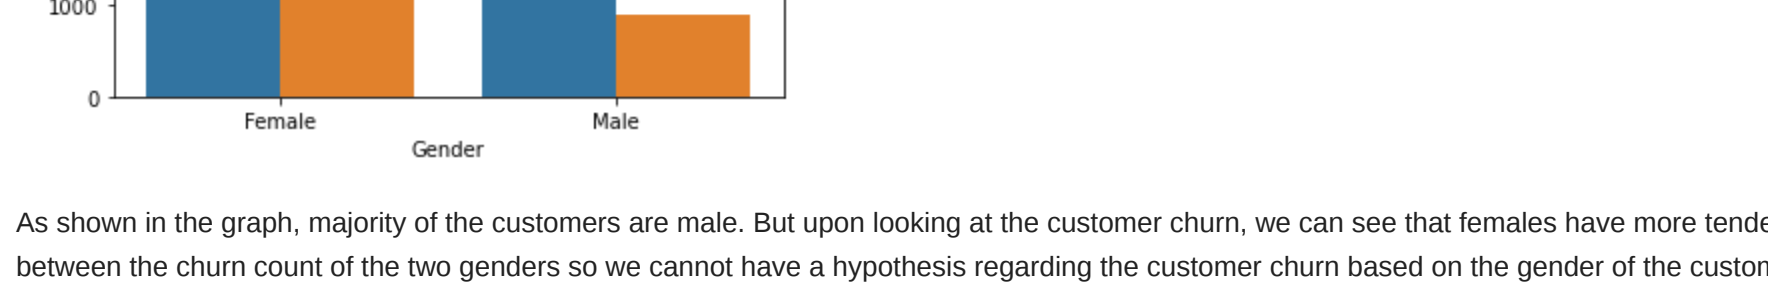 1000
0
Female Male
Gender
As shown in the graph, majority of the customers are male. But upon looking at the customer churn, we can see that females have more
between the churn count of the two genders so we cannot have a hypothesis regarding the customer churn based on the gender of the